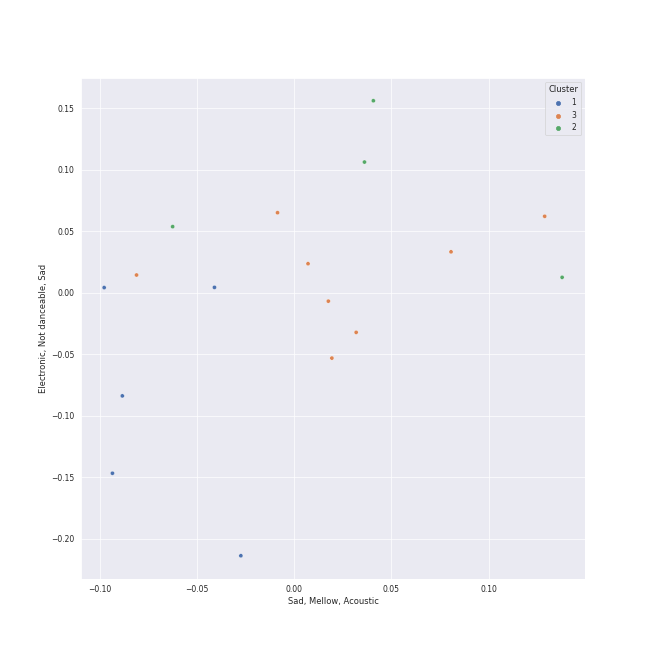 Cluster
1
3
2
0.15
0.10
0.05
0.00
−0.05
−0.10
−0.15
−0.20
Electronic, Not danceable, Sad
−0.10 −0.05 0.00 0.05 0.10
Sad, Mellow, Acoustic